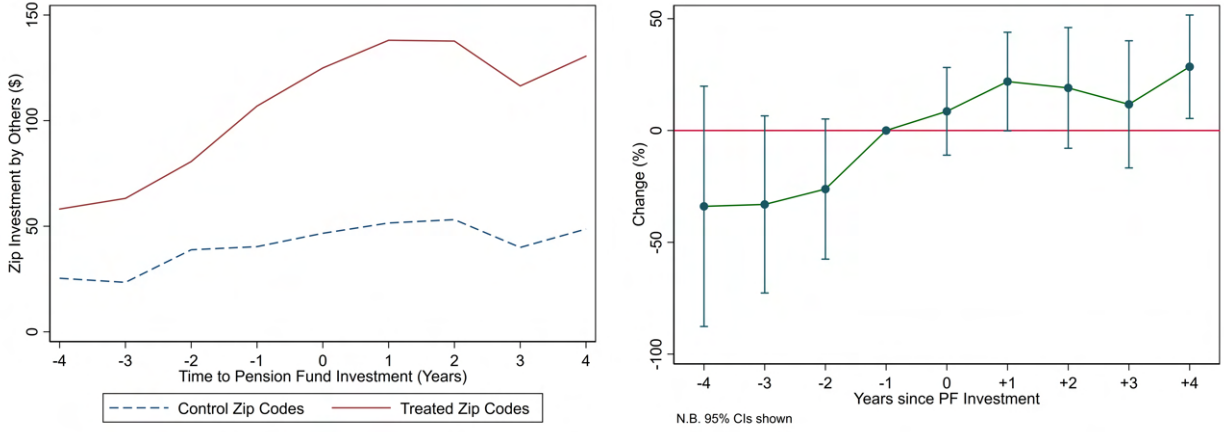 Zip Investment by Others ($)
150
100
50
0
-4 -3 -2 -1 0 1 2 3 4
Time to Pension Fund Investment (Years)
Control Zip Codes Treated Zip Codes
Change (%)
50
0
-50
-100
-4 -3 -2 -1 0 +1 +2 +3 +4
Years since PF Investment
N.B. 95% CIs shown